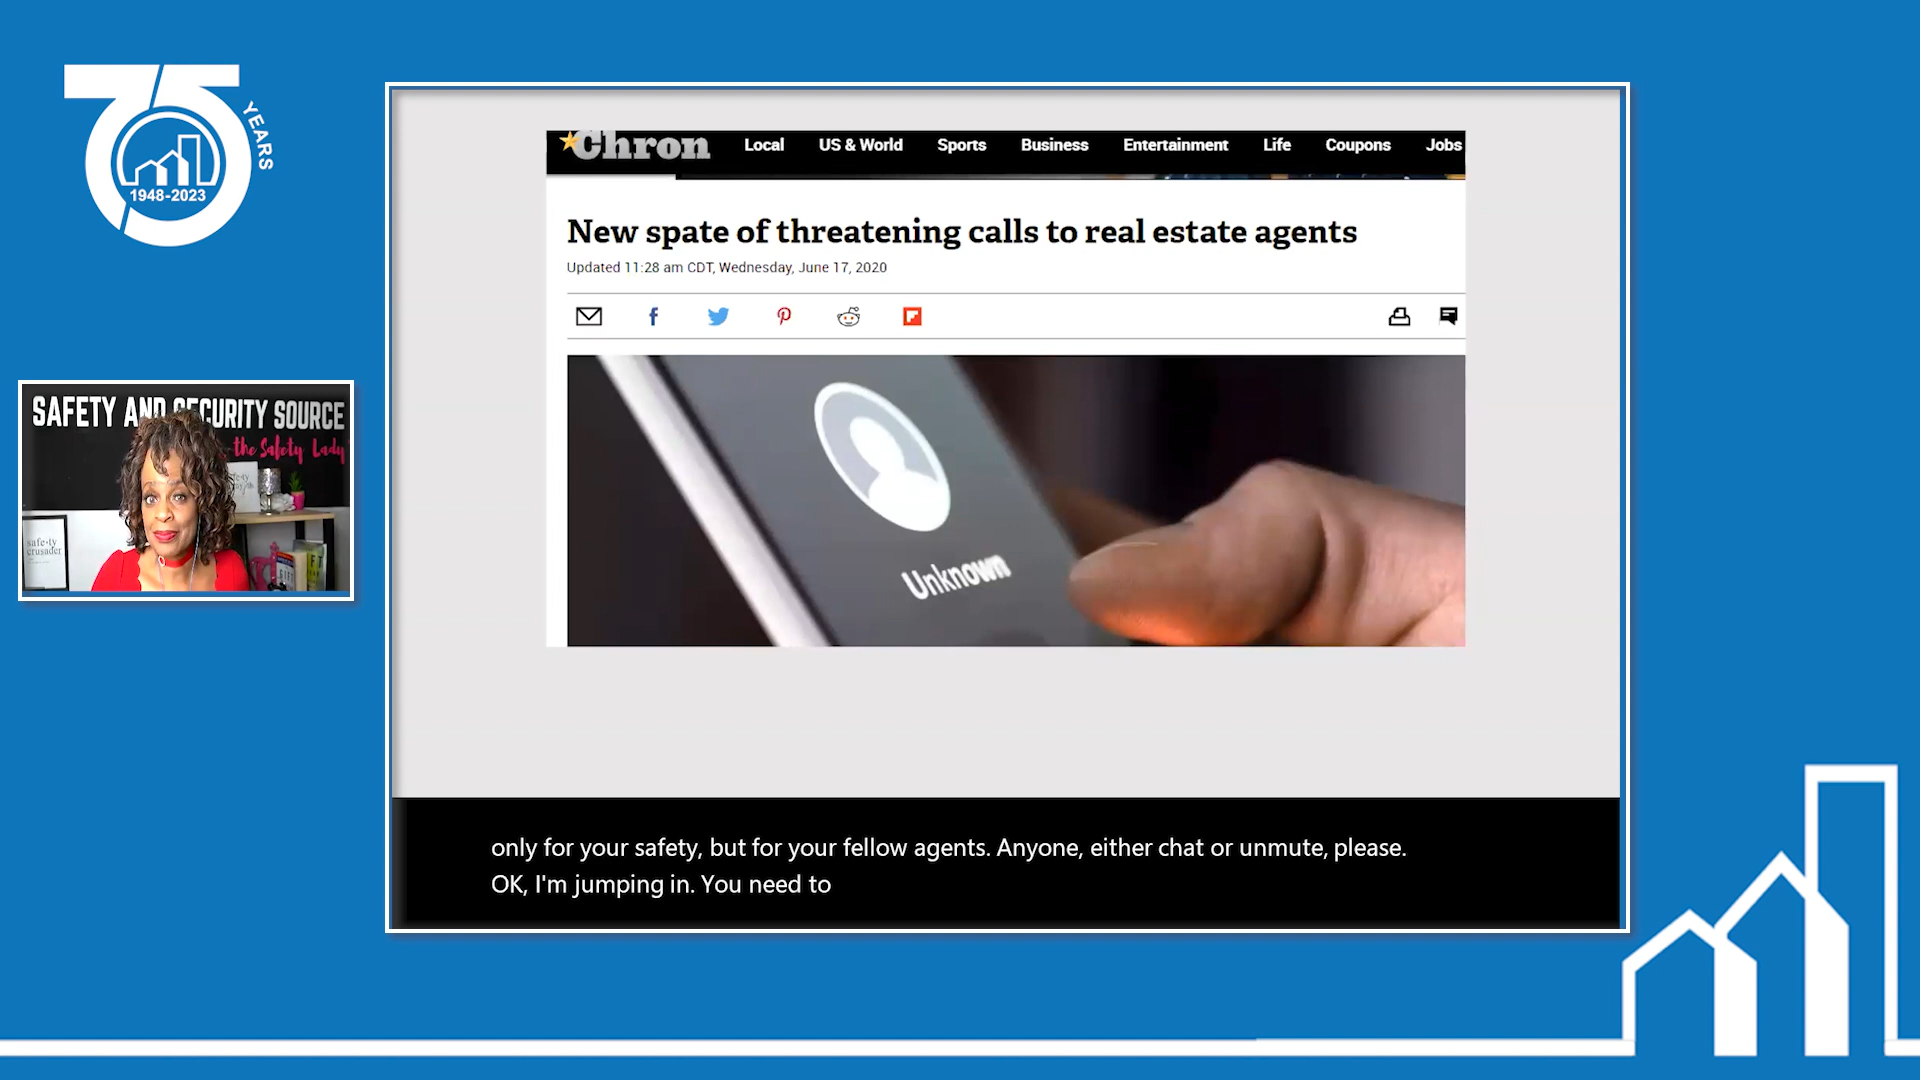 75
YEARS
1948-2023
SAFETY AND SECURITY SOURCE
the Safety Lady
safe•ty
crusader
Chron
Local US & World Sports Business Entertainment Life Coupons Jobs
New spate of threatening calls to real estate agents
Updated 11:28 am CDT, Wednesday, June 17, 2020
Unknown
only for your safety, but for your fellow agents. Anyone, either chat or unmute, please.
OK, I'm jumping in. You need to